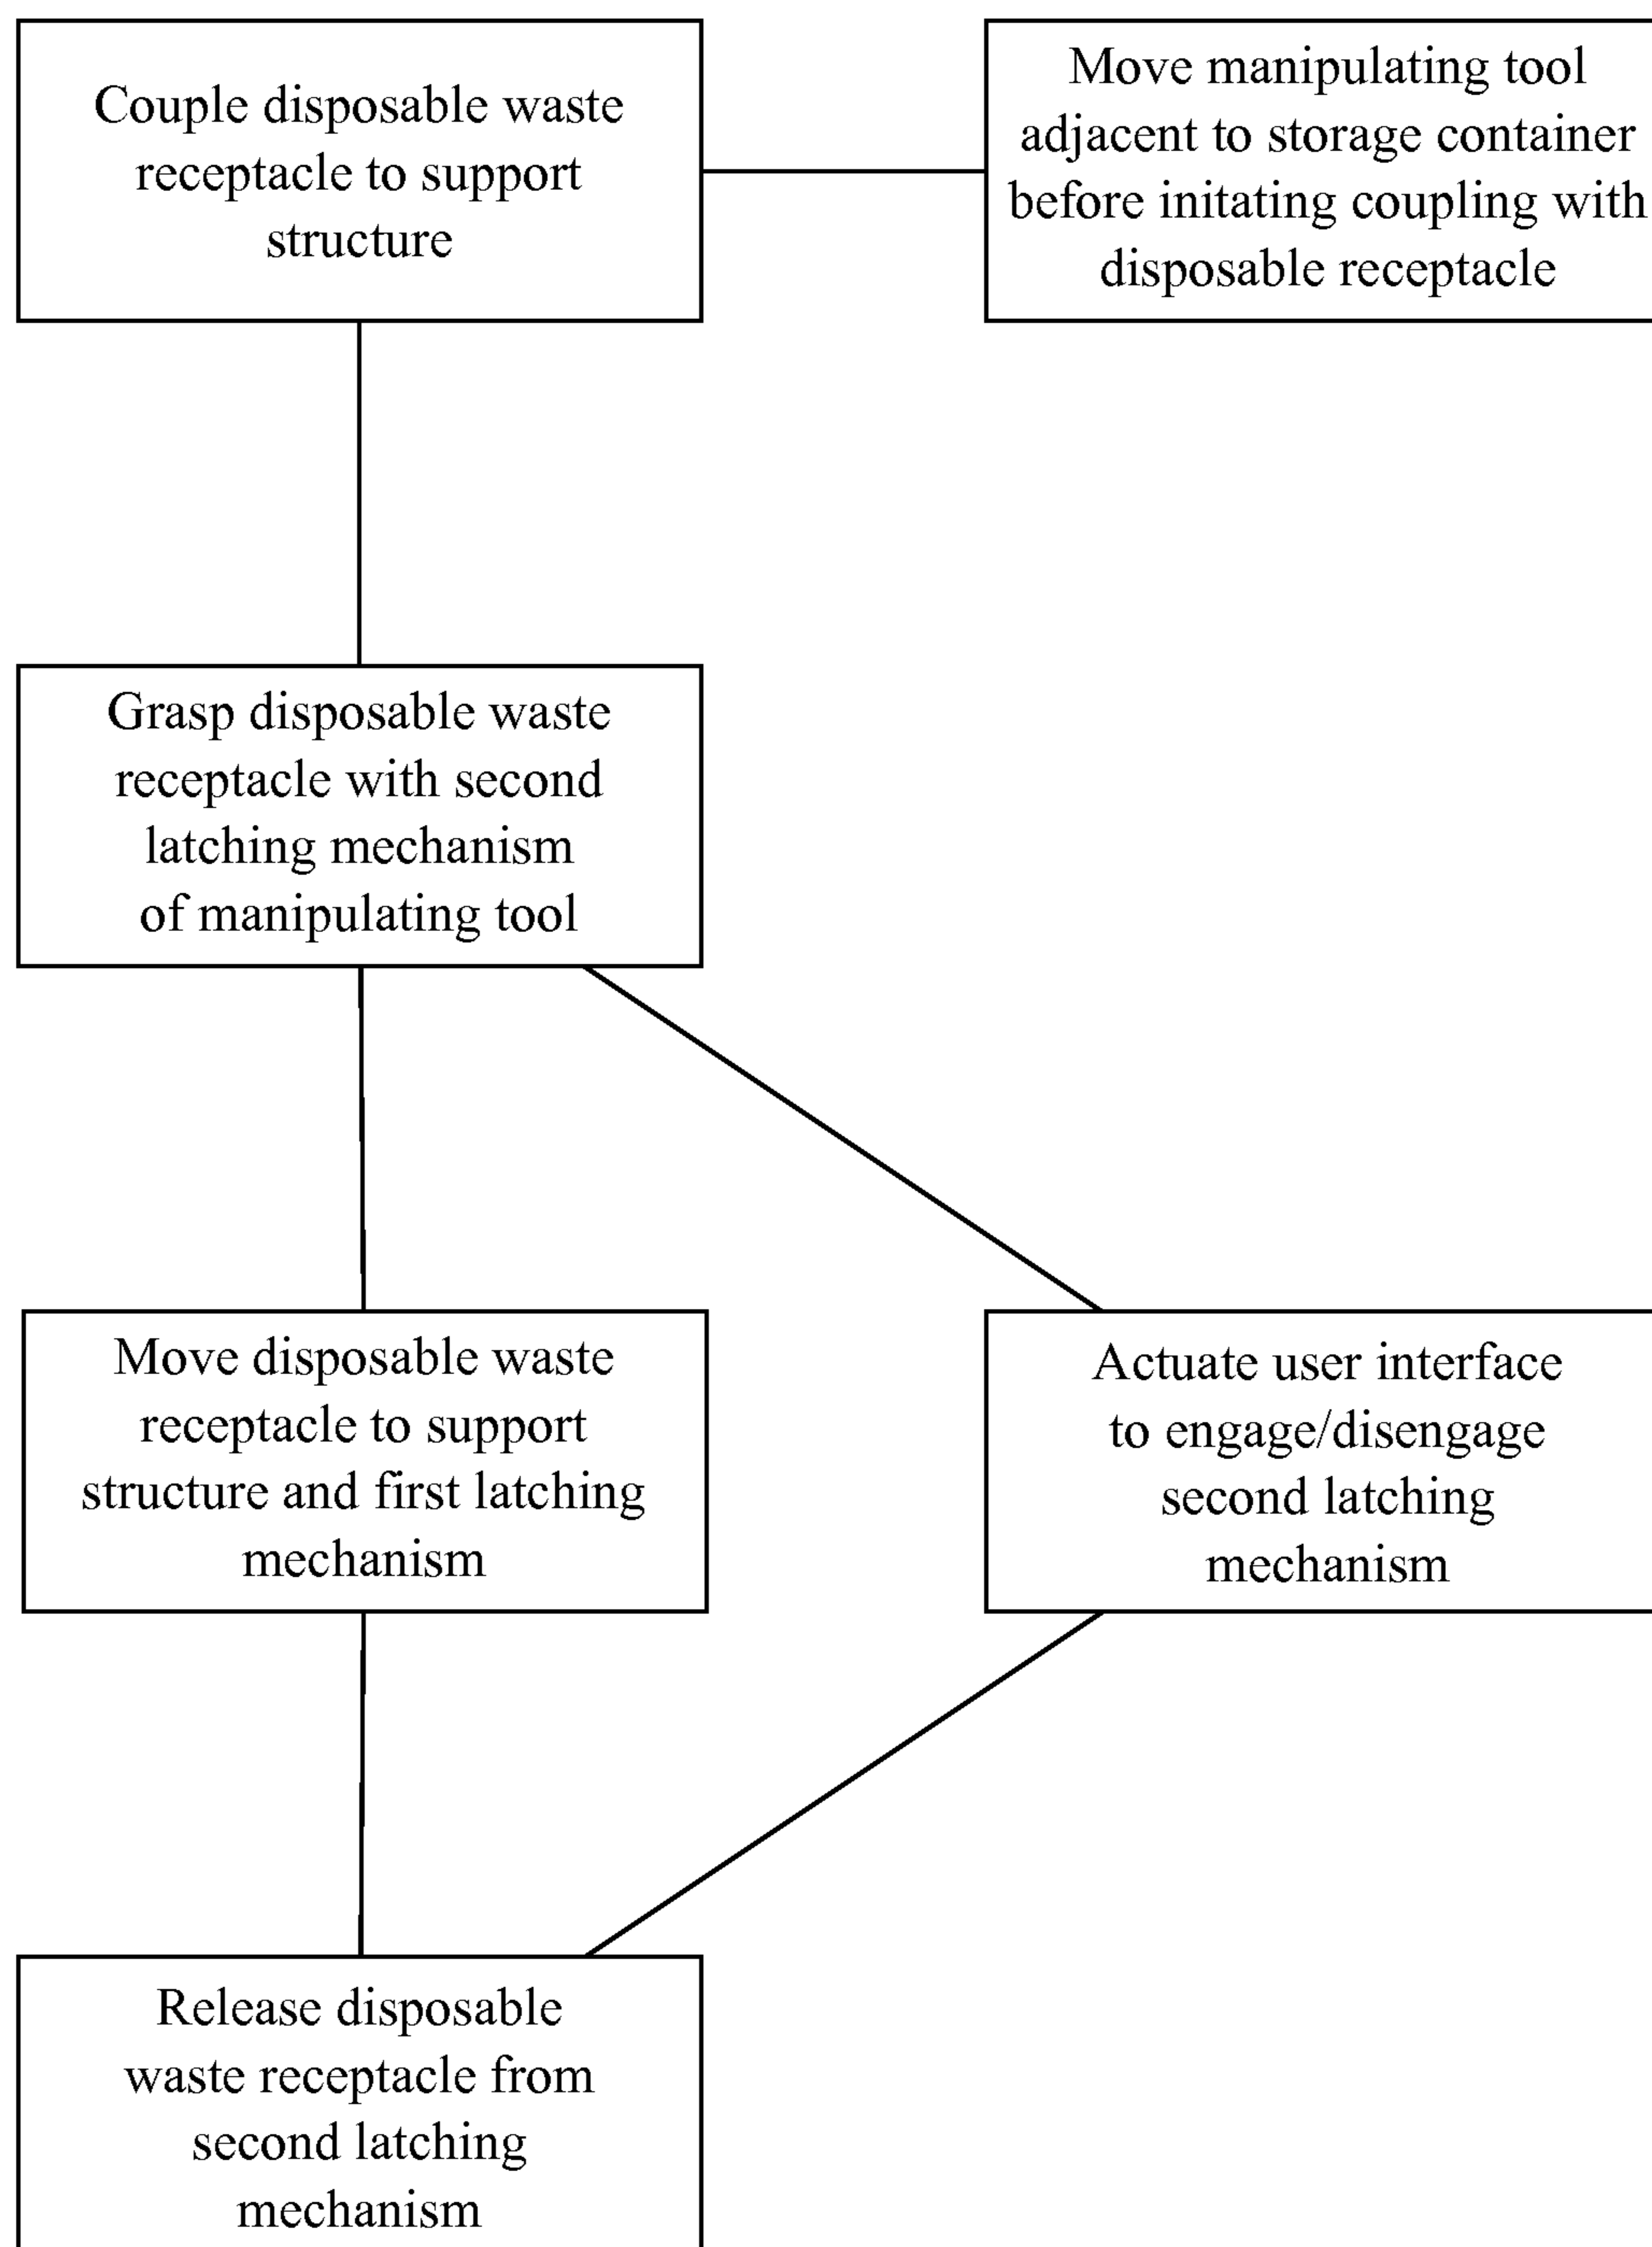 Couple disposable waste
receptacle to support
structure
Move manipulating tool
adjacent to storage container
before initating coupling with
disposable receptacle
Grasp disposable waste
receptacle with second
latching mechanism
of manipulating tool
Move disposable waste
receptacle to support
structure and first latching
mechanism
Actuate user interface
to engage/disengage
second latching
mechanism
Release disposable
waste receptacle from
second latching
mechanism